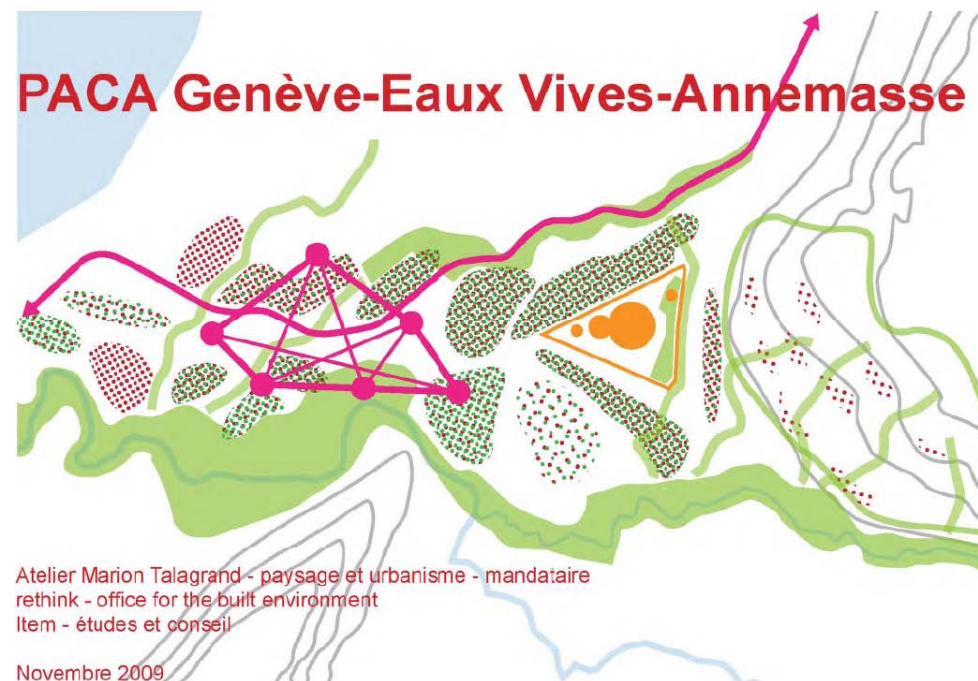 PACA Genève-Eaux Vives-Annemasse
Atelier Marion Talagrand - paysage et urbanisme - mandataire
rethink - office for the built environment
Item - études et conseil
Novembre 2009